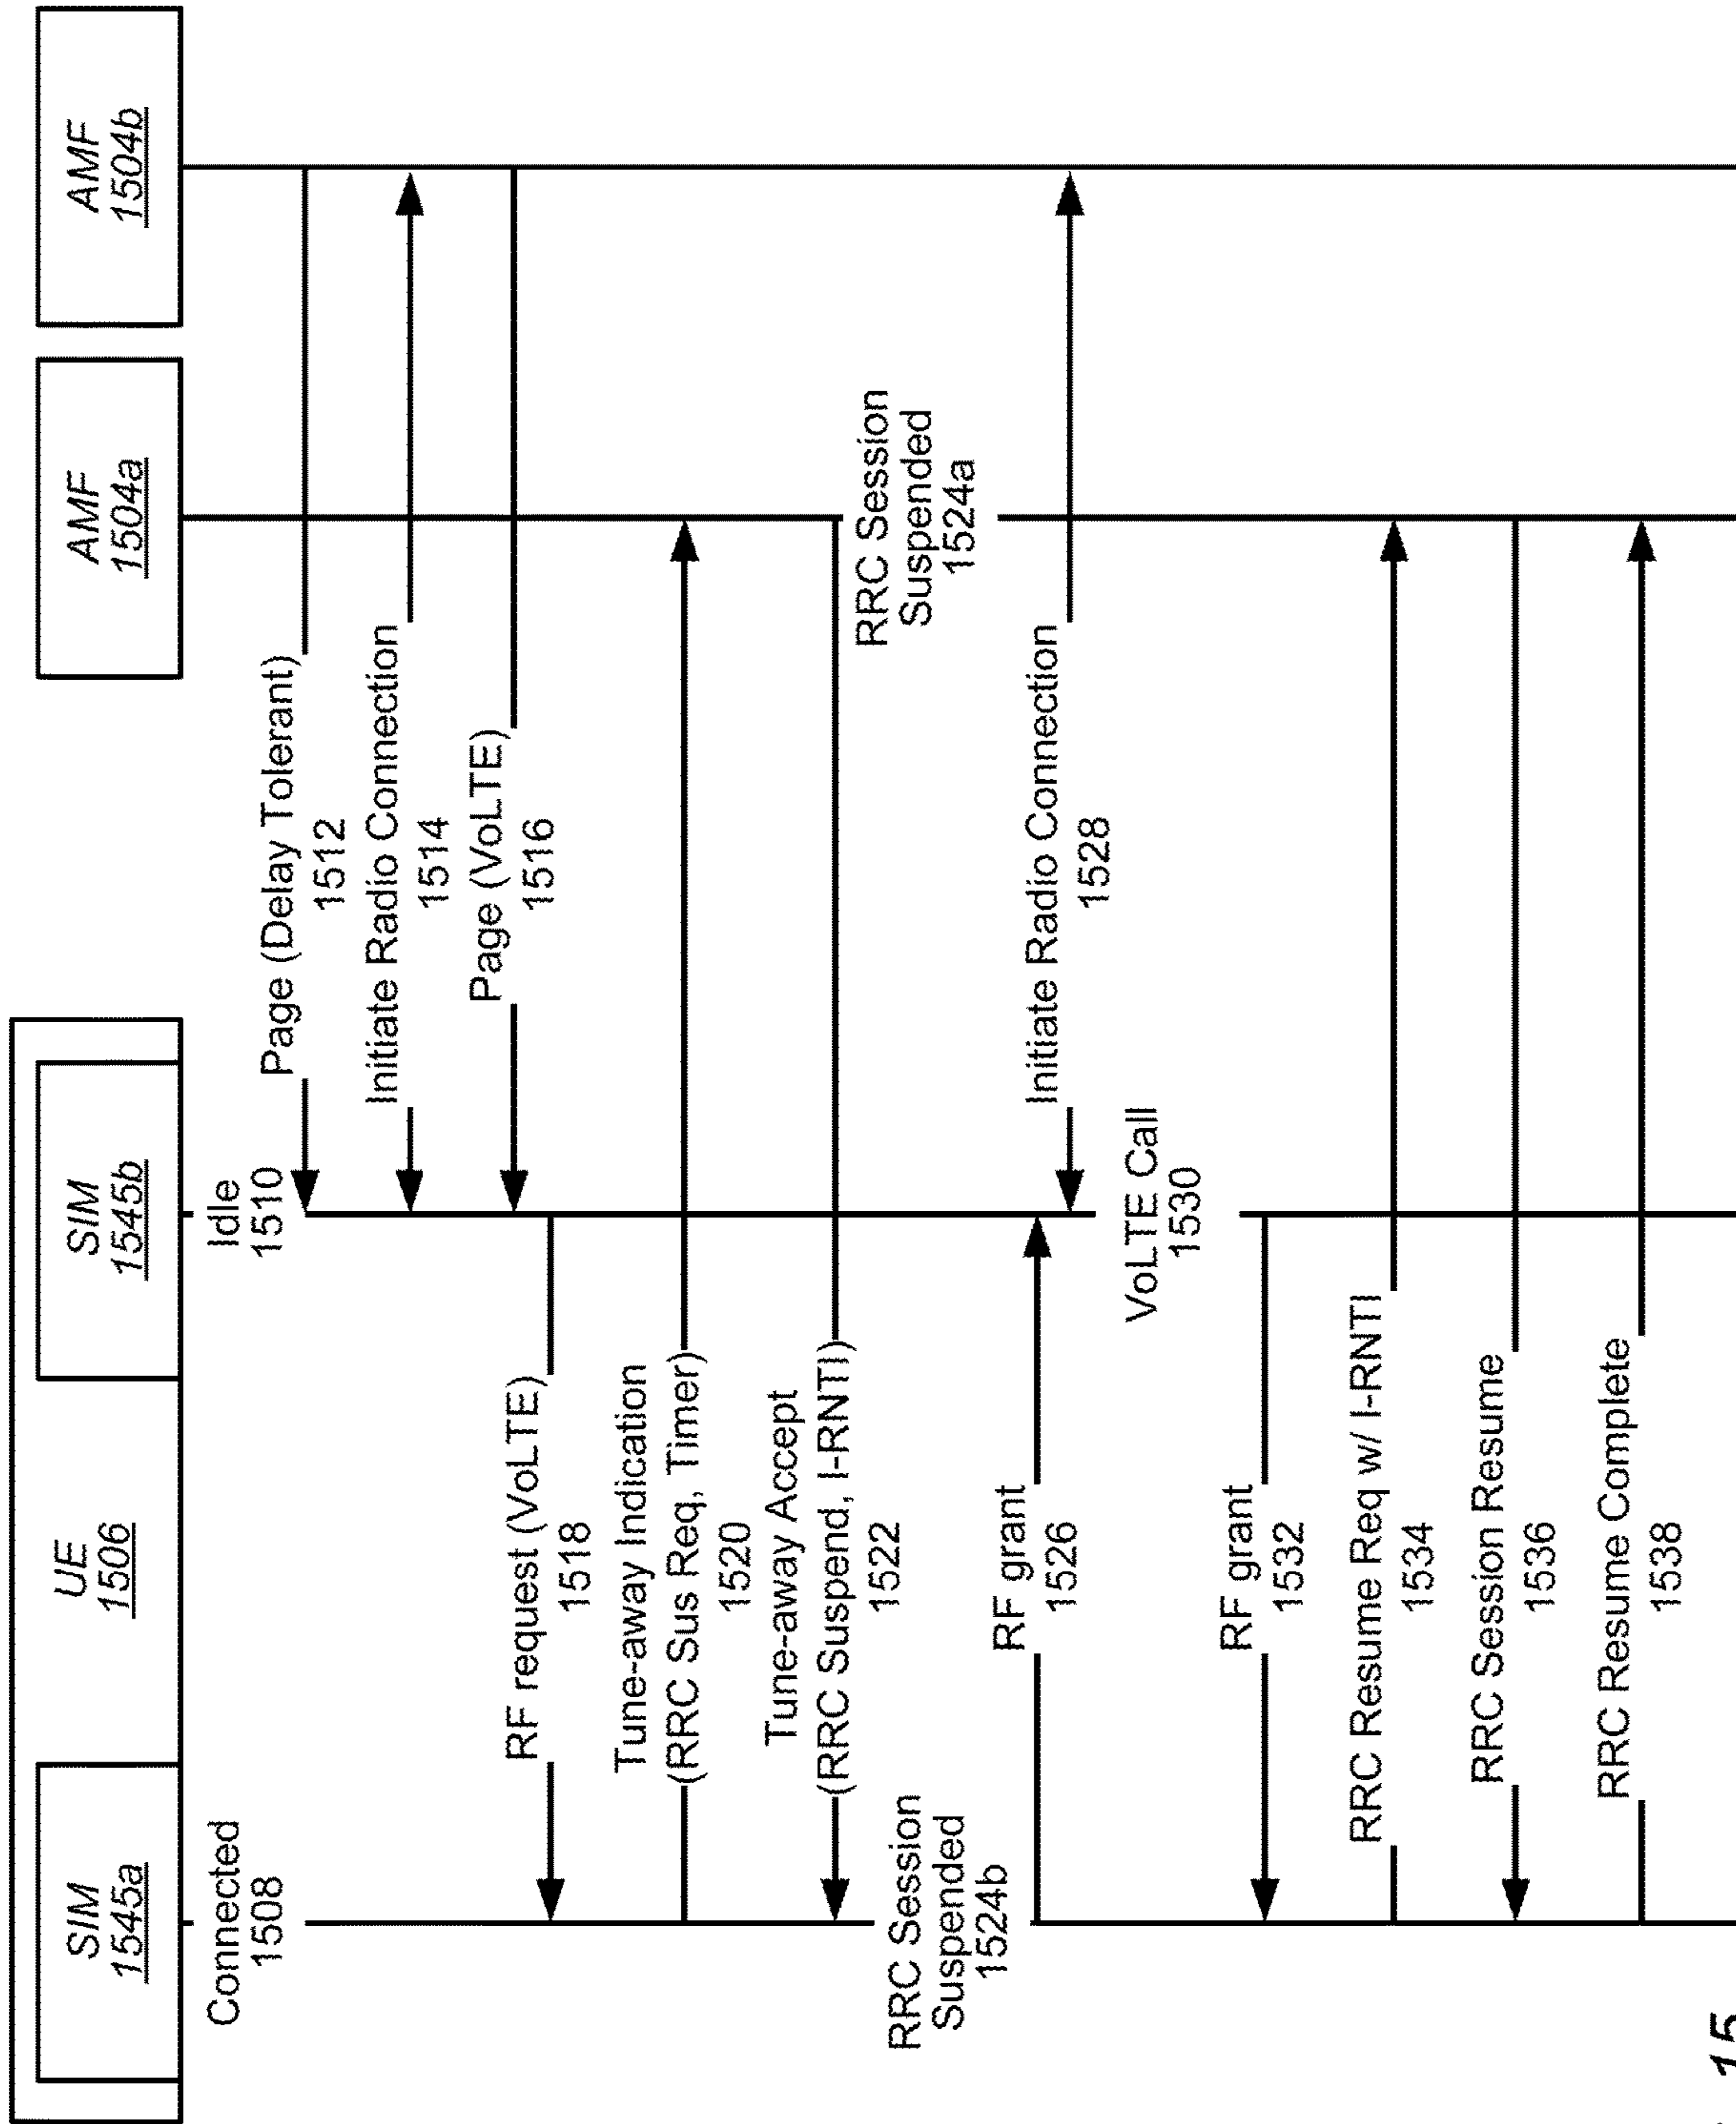 UE
1506
SIM
1545a
SIM
1545b
AMF
1504a
AMF
1504b
Connected
1508
Idle
1510
Page (Delay Tolerant)
1512
Initiate Radio Connection
1514
Page (VoLTE)
1516
RF request (VoLTE)
1518
Tune-away Indication
(RRC Sus Req, Timer)
1520
Tune-away Accept
(RRC Suspend, I-RNTI)
1522
RRC Session
Suspended
1524a
RRC Session
Suspended
1524b
RF grant
1526
Initiate Radio Connection
1528
VoLTE Call
1530
RF grant
1532
RRC Resume Req w/ I-RNTI
1534
RRC Session Resume
1536
RRC Resume Complete
1538
15